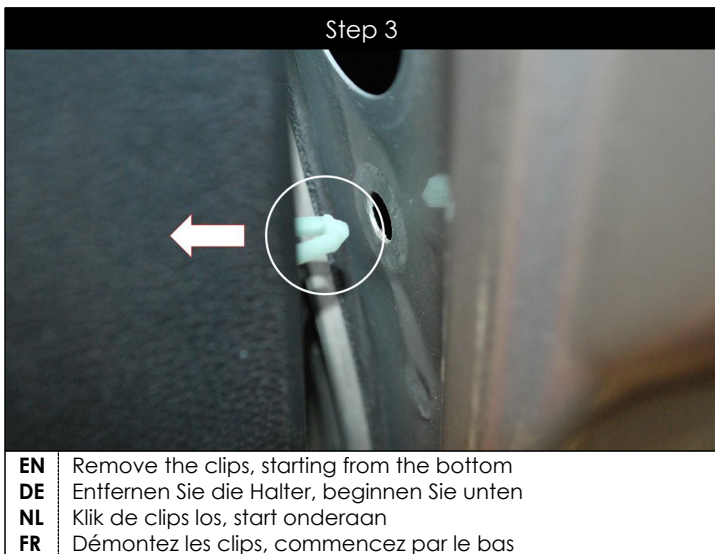 Step 3
EN Remove the clips, starting from the bottom
DE Entfernen Sie die Halter, beginnen Sie unten
NL Klik de clips los, start onderaan
FR Démontez les clips, commencez par le bas